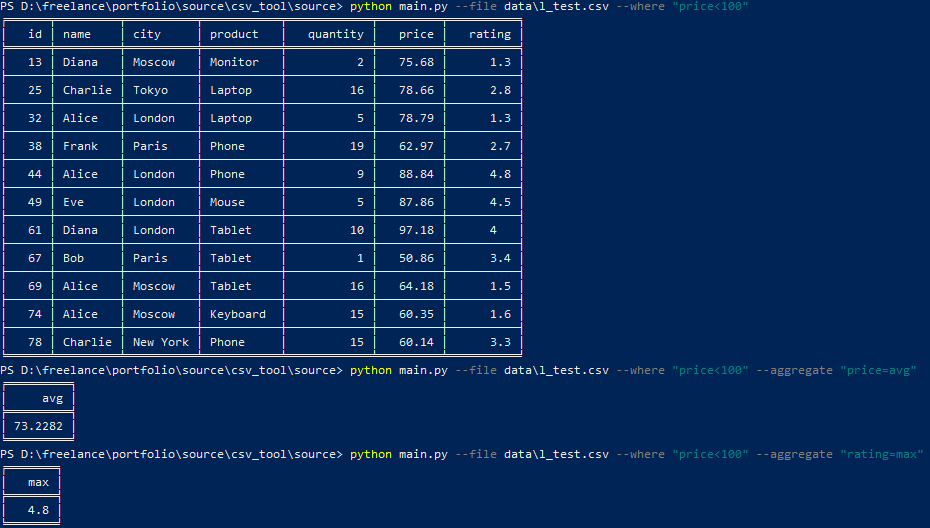 PS D:\freelance\portfolio\source\csv_tool\source> python main.py --file data\l_test.csv --where "price<100"
id name city product quantity price rating
13 Diana Moscow Monitor 2 75.68 1.3
25 Charlie Tokyo Laptop 16 78.66 2.8
32 Alice London Laptop 5 78.79 1.3
38 Frank Paris Phone 19 62.97 2.7
44 Alice London Phone 9 88.84 4.8
49 Eve London Mouse 5 87.86 4.5
61 Diana London Tablet 10 97.18 4
67 Bob Paris Tablet 1 50.86 3.4
69 Alice Moscow Tablet 16 64.18 1.5
74 Alice Moscow Keyboard 15 60.35 1.6
78 Charlie New York Phone 15 60.14 3.3
PS D:\freelance\portfolio\source\csv_tool\source> python main.py --file data\l_test.csv --where "price<100" --aggregate "price=avg"
avg
73.2282
PS D:\freelance\portfolio\source\csv_tool\source> python main.py --file data\l_test.csv --where "price<100" --aggregate "rating=max"
max
4.8